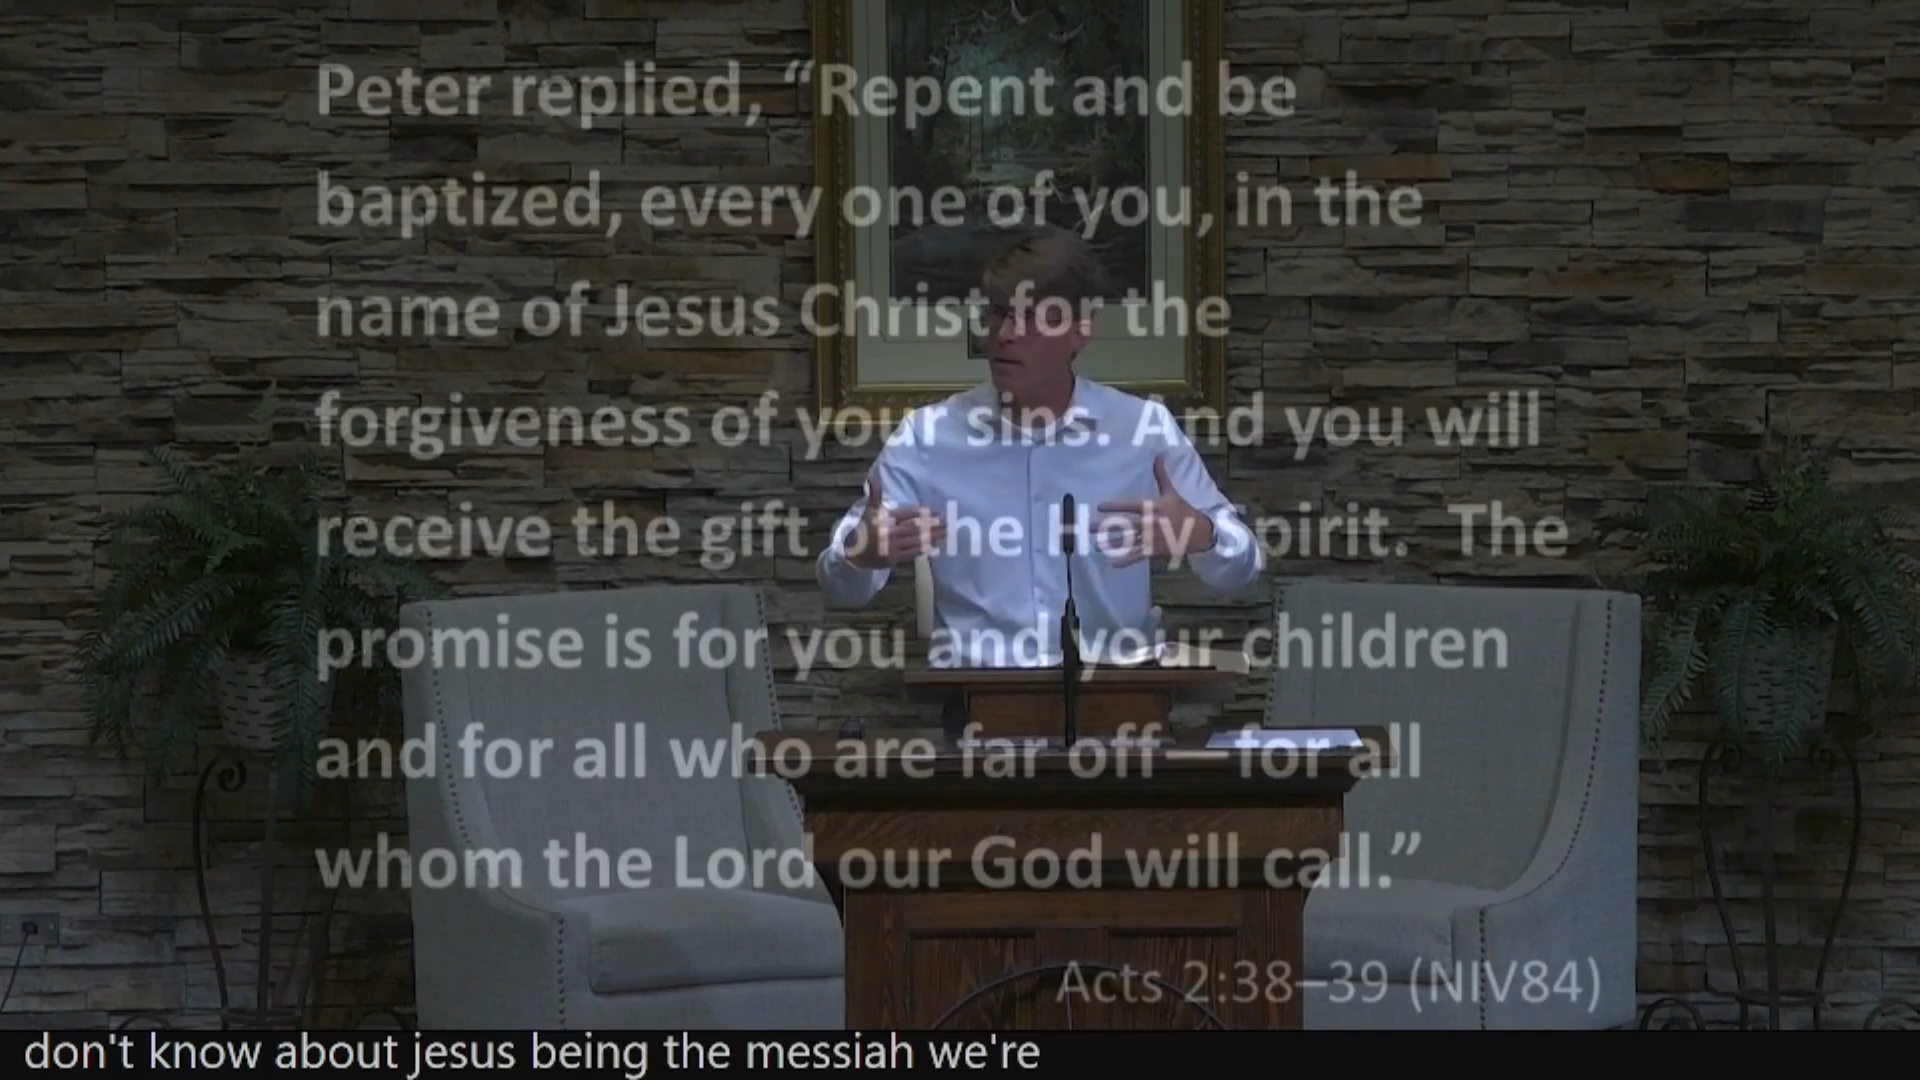 Peter replied, “Repent and be
baptized, every one of you, in the
name of Jesus Christ for the
forgiveness of your sins. And you will
receive the gift of the Holy Spirit.  The
promise is for you and your children
and for all who are far off—for all
whom the Lord our God will call.”
Acts 2:38–39 (NIV84)
don't know about jesus being the messiah we're